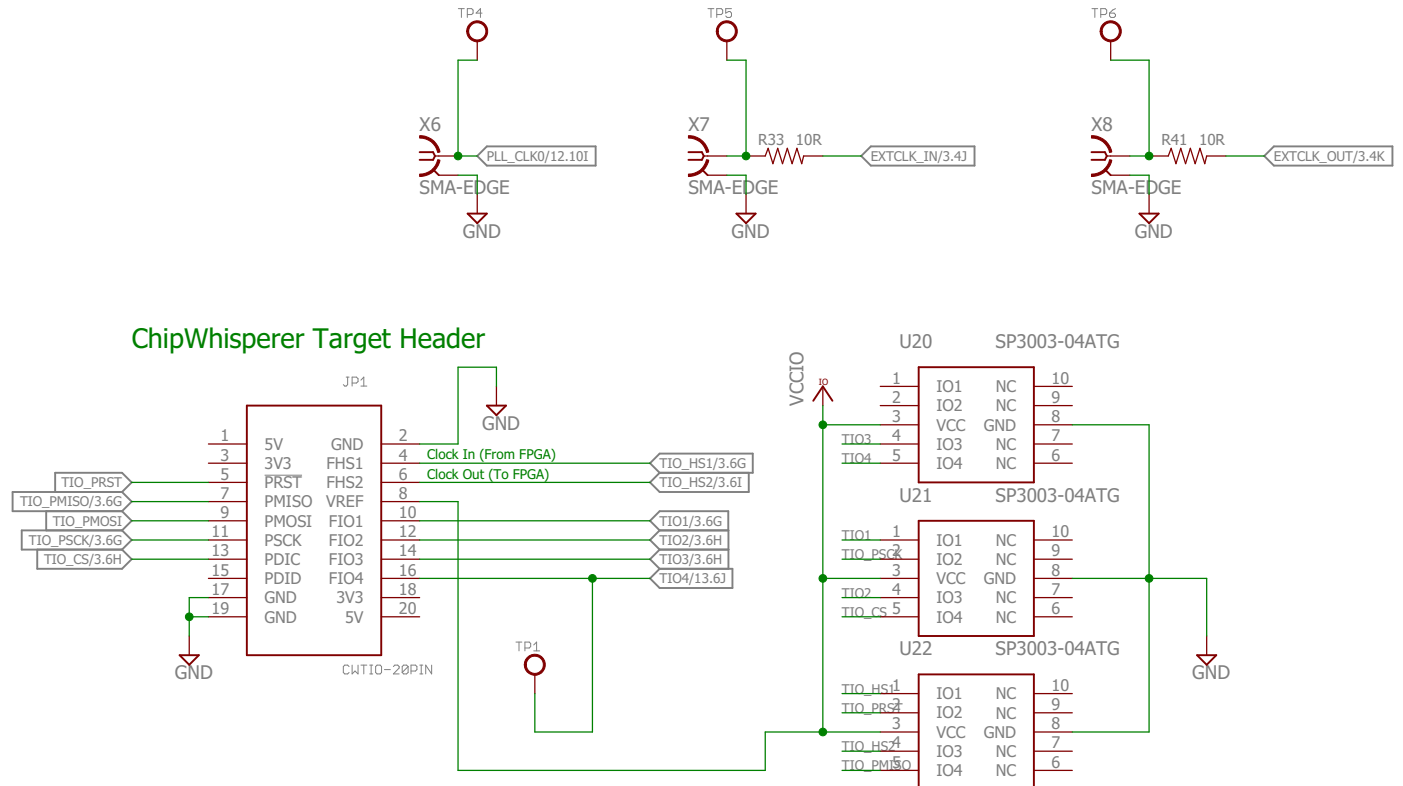 TP4
TP5
TP6
X6
X7
X8
R33 10R
R41 10R
PLL_CLK0/12.10I
EXTCLK_IN/3.4J
EXTCLK_OUT/3.4K
SMA-EDGE
SMA-EDGE
SMA-EDGE
GND
GND
GND
ChipWhisperer Target Header
JP1
GND
1 5V GND 2
3 3V3 FHS1 4 Clock In (From FPGA) TIO_HS1/3.6G
TIO_PRST 5 PRST FHS2 6 Clock Out (To FPGA) TIO_HS2/3.6I
TIO_PMISO/3.6G 7 PMISO VREF 8
TIO_PMOSI 9 PMOSI FIO1 10 TIO1/3.6G
TIO_PSCK/3.6G 11 PSCK FIO2 12 TIO2/3.6H
TIO_CS/3.6H 13 PDIC FIO3 14 TIO3/3.6H
15 PDID FIO4 16 TIO4/13.6J
17 GND 3V3 18
19 GND 5V 20
GND
CWTIO-20PIN
TP1
VCCIO
IO
U20 SP3003-04ATG
1 IO1 NC 10
2 IO2 NC 9
3 VCC GND 8
TIO3 4 IO3 NC 7
TIO4 5 IO4 NC 6
U21 SP3003-04ATG
TIO1 1 IO1 NC 10
TIO_PSCK 2 IO2 NC 9
3 VCC GND 8
TIO2 4 IO3 NC 7
TIO_CS 5 IO4 NC 6
GND
U22 SP3003-04ATG
TIO_HS1 1 IO1 NC 10
TIO_PRST 2 IO2 NC 9
3 VCC GND 8
TIO_HS2 4 IO3 NC 7
TIO_PMISO 5 IO4 NC 6